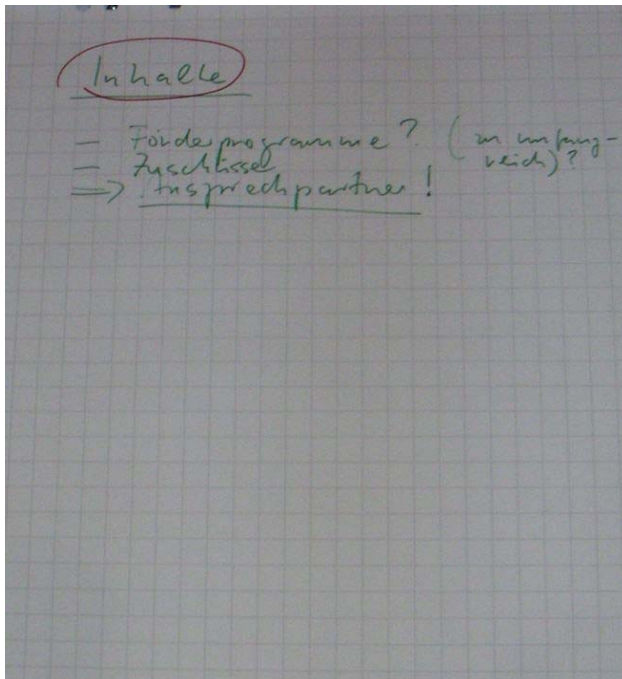 Inhalte
— Förderprogramme? (zu umfang-
reich)?
— Zuschüsse
=> Ansprechpartner!